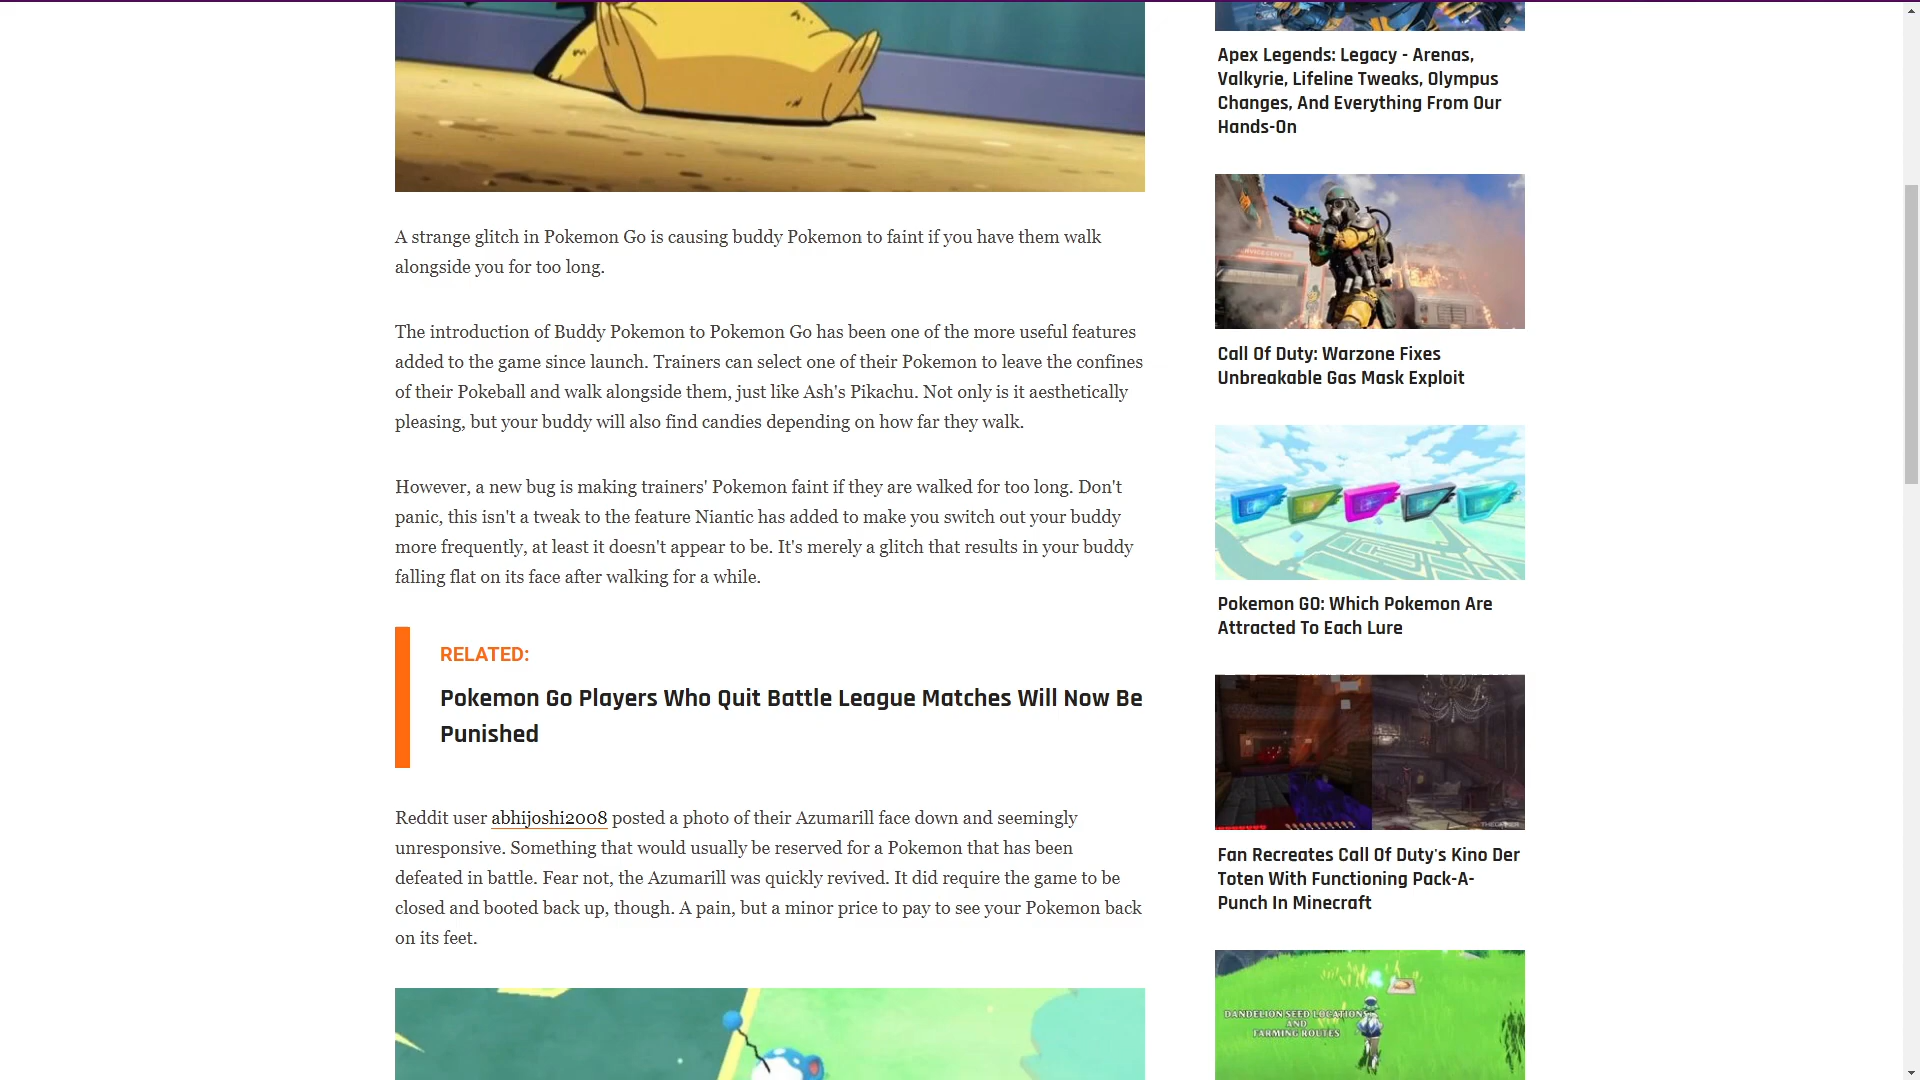 A strange glitch in Pokemon Go is causing buddy Pokemon to faint if you have them walk
alongside you for too long.
The introduction of Buddy Pokemon to Pokemon Go has been one of the more useful features
added to the game since launch. Trainers can select one of their Pokemon to leave the confines
of their Pokeball and walk alongside them, just like Ash's Pikachu. Not only is it aesthetically
pleasing, but your buddy will also find candies depending on how far they walk.
However, a new bug is making trainers' Pokemon faint if they are walked for too long. Don't
panic, this isn't a tweak to the feature Niantic has added to make you switch out your buddy
more frequently, at least it doesn't appear to be. It's merely a glitch that results in your buddy
falling flat on its face after walking for a while.
RELATED:
Pokemon Go Players Who Quit Battle League Matches Will Now Be
Punished
Reddit user abhijoshi2008 posted a photo of their Azumarill face down and seemingly
unresponsive. Something that would usually be reserved for a Pokemon that has been
defeated in battle. Fear not, the Azumarill was quickly revived. It did require the game to be
closed and booted back up, though. A pain, but a minor price to pay to see your Pokemon back
on its feet.
Apex Legends: Legacy - Arenas,
Valkyrie, Lifeline Tweaks, Olympus
Changes, And Everything From Our
Hands-On
SERVICE CENTER
Call Of Duty: Warzone Fixes
Unbreakable Gas Mask Exploit
Pokemon GO: Which Pokemon Are
Attracted To Each Lure
THEGAMER
Fan Recreates Call Of Duty's Kino Der
Toten With Functioning Pack-A-
Punch In Minecraft
DANDELION SEED LOCATIONS
AND
FARMING ROUTES